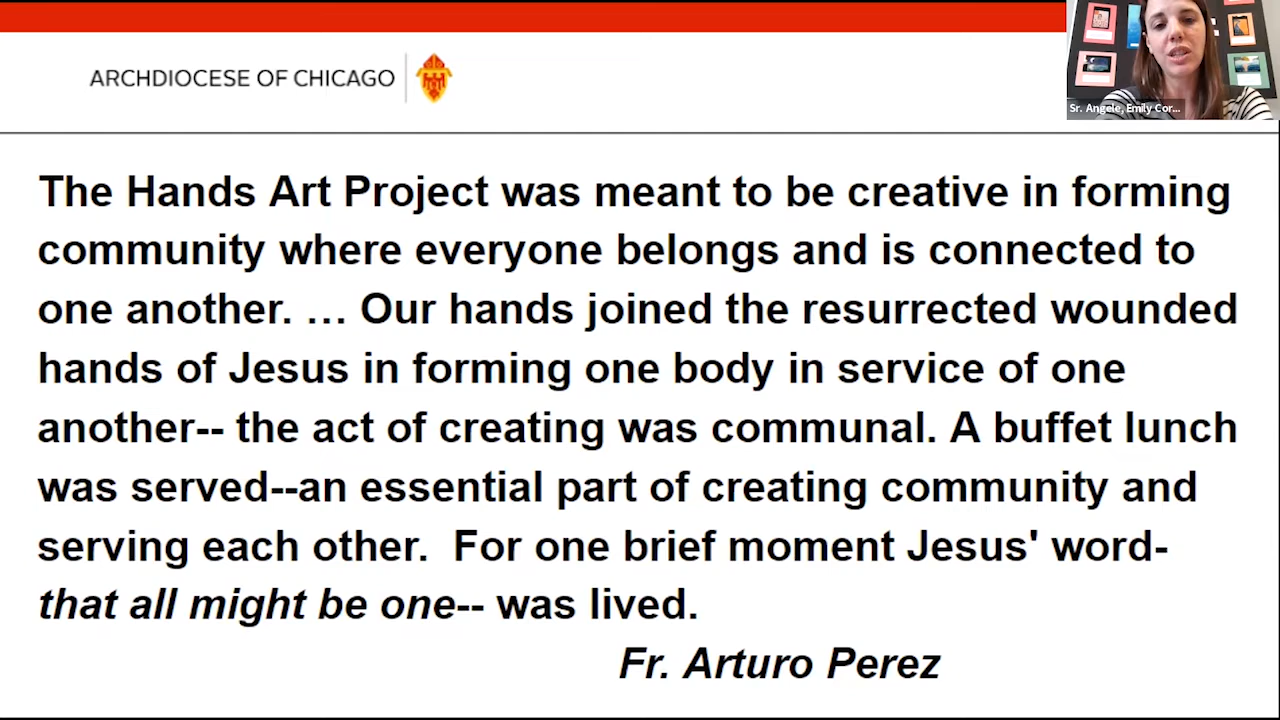 ARCHDIOCESE OF CHICAGO
Sr. Angele, Emily Cor...
The Hands Art Project was meant to be creative in forming
community where everyone belongs and is connected to
one another. … Our hands joined the resurrected wounded
hands of Jesus in forming one body in service of one
another-- the act of creating was communal. A buffet lunch
was served--an essential part of creating community and
serving each other.  For one brief moment Jesus' word-
that all might be one-- was lived.
Fr. Arturo Perez